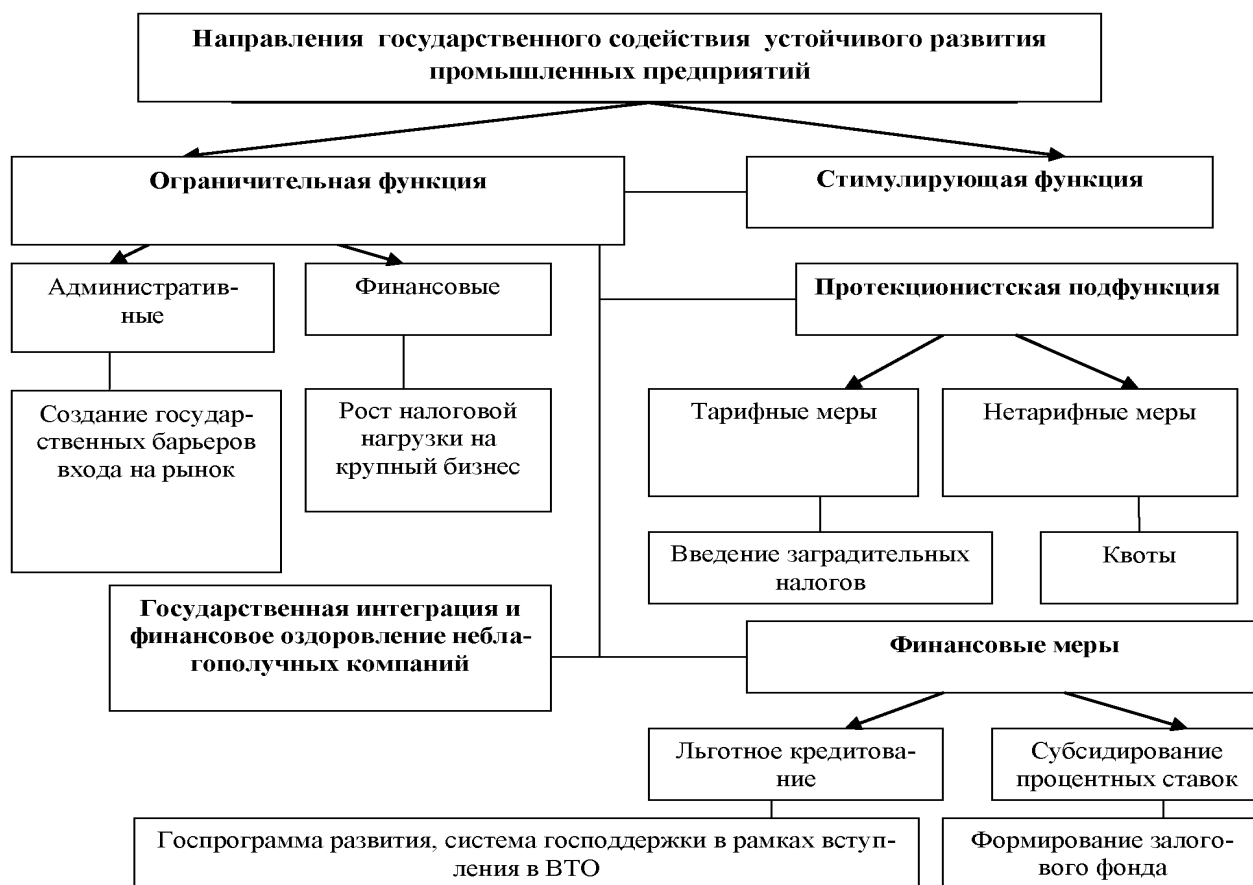 Направления государственного содействия устойчивого развития
промышленных предприятий
Ограничительная функция
Стимулирующая функция
Административ-
ные
Финансовые
Протекционистская подфункция
Создание государ-
ственных барьеров
входа на рынок
Рост налоговой
нагрузки на
крупный бизнес
Тарифные меры
Нетарифные меры
Введение заградительных
налогов
Квоты
Государственная интеграция и
финансовое оздоровление небла-
гополучных компаний
Финансовые меры
Льготное кредитова-
ние
Субсидирование
процентных ставок
Госпрограмма развития, система господдержки в рамках вступ-
ления в ВТО
Формирование залого-
вого фонда